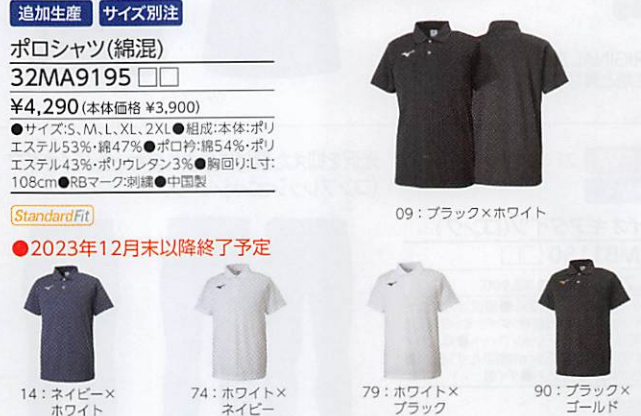 追加生産 サイズ別注
ポロシャツ(綿混)
32MA9195□□
¥4,290(本体価格 ¥3,900)
●サイズ:S、M、L、XL、2XL●組成:本体:ポリ
エステル53%・綿47%●ポロ衿:綿54%・ポリ
エステル43%・ポリウレタン3%●胸回り:L寸:
108cm●RBマーク:刺繍●中国製
StandardFit
●2023年12月末以降終了予定
09:ブラック×ホワイト
14:ネイビー×
ホワイト
74:ホワイト×
ネイビー
79:ホワイト×
ブラック
90:ブラック×
ゴールド